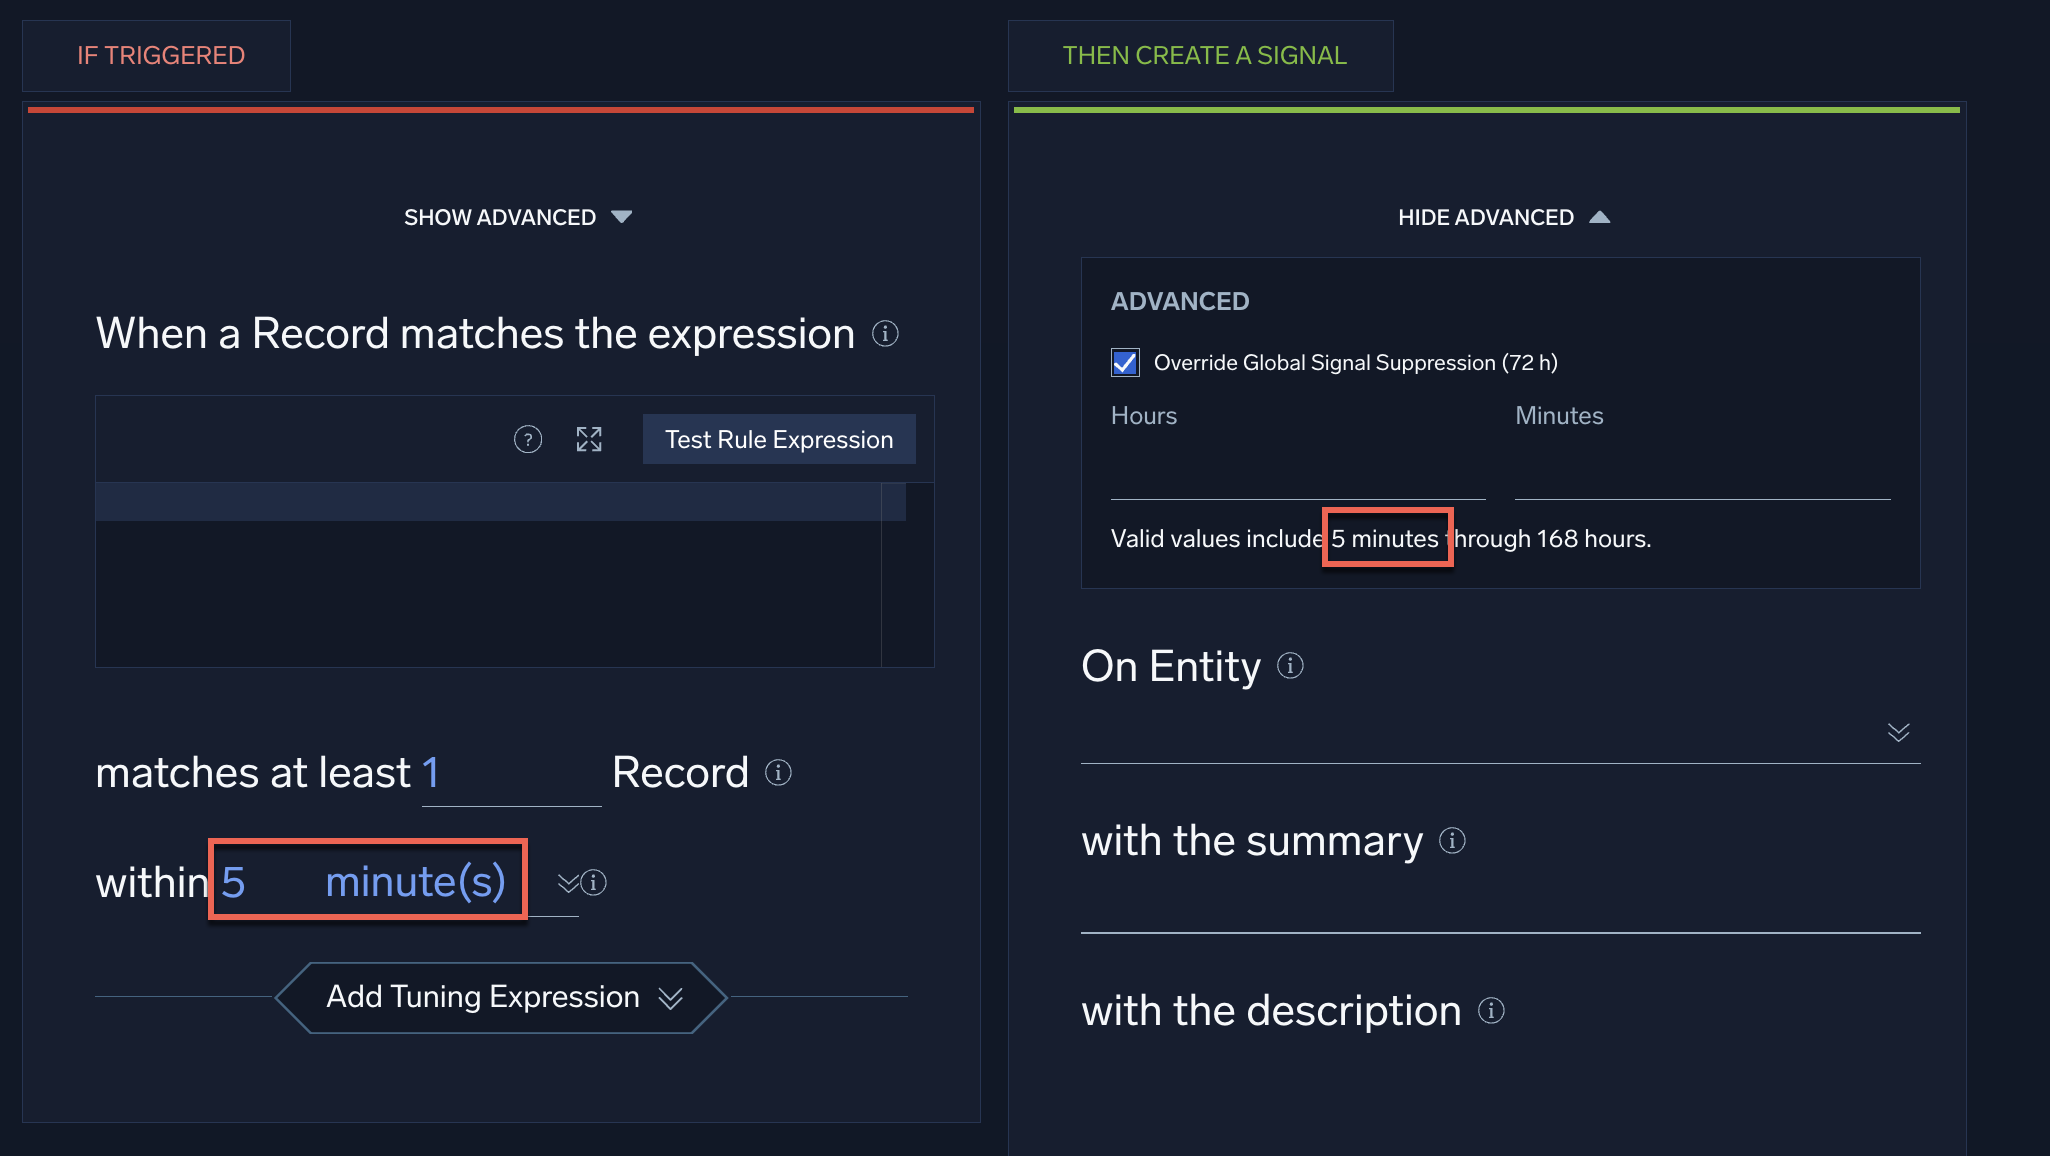 IF TRIGGERED
SHOW ADVANCED
When a Record matches the expression
Test Rule Expression
matches at least 1 Record
within 5 minute(s)
Add Tuning Expression
THEN CREATE A SIGNAL
HIDE ADVANCED
ADVANCED
Override Global Signal Suppression (72 h)
Hours Minutes
Valid values include 5 minutes through 168 hours.
On Entity
with the summary
with the description